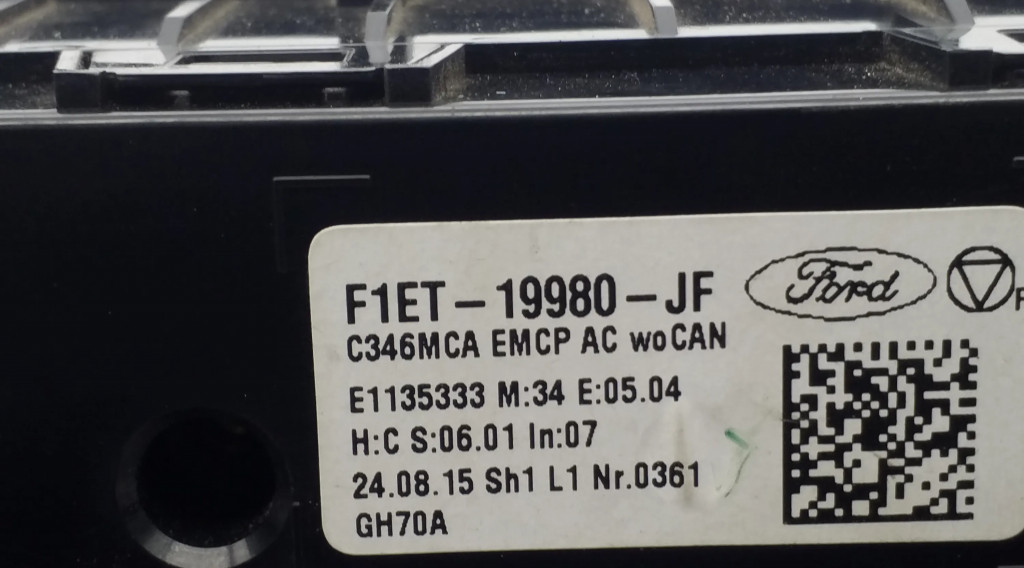 F1ET-19980-JF
Ford
C346MCA EMCP AC woCAN
E1135333 M:34 E:05.04
H:C S:06.01 In:07
24.08.15 Sh1 L1 Nr.0361
GH70A